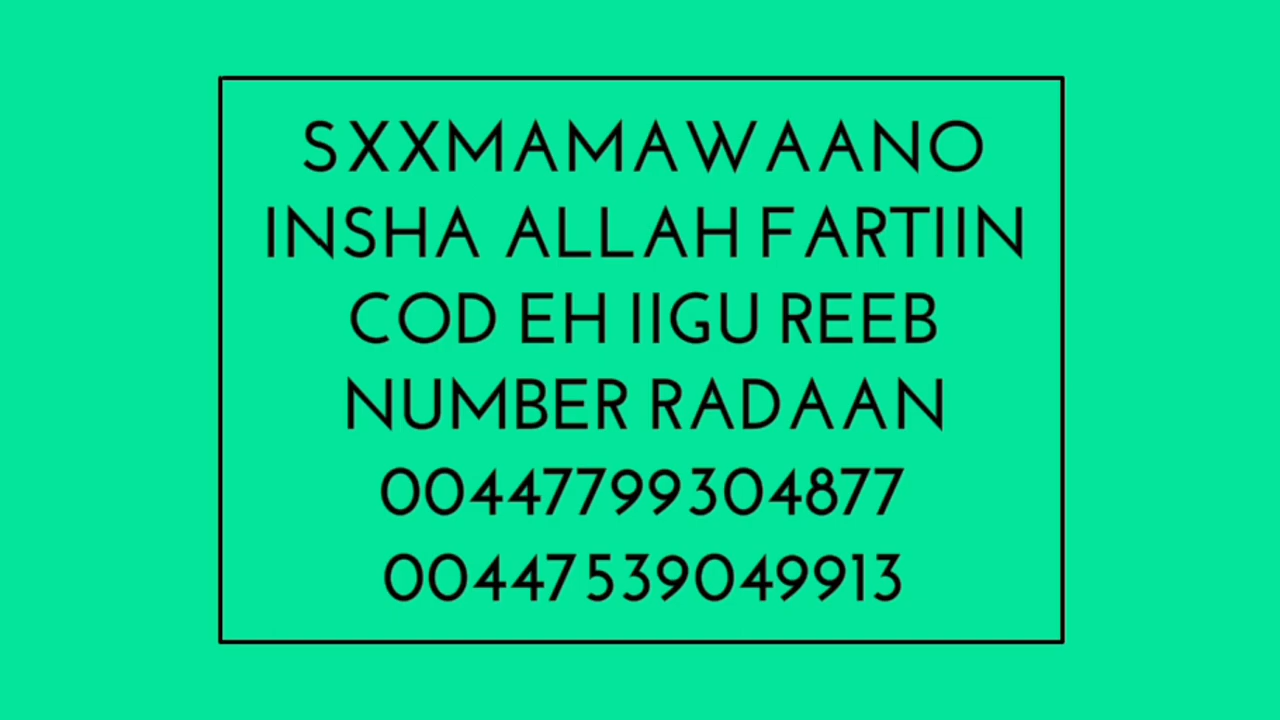 SXXMAMAWAANO
INSHA ALLAH FARTIIN
COD EH IIGU REEB
NUMBER RADAAN
00447799304877
00447539049913